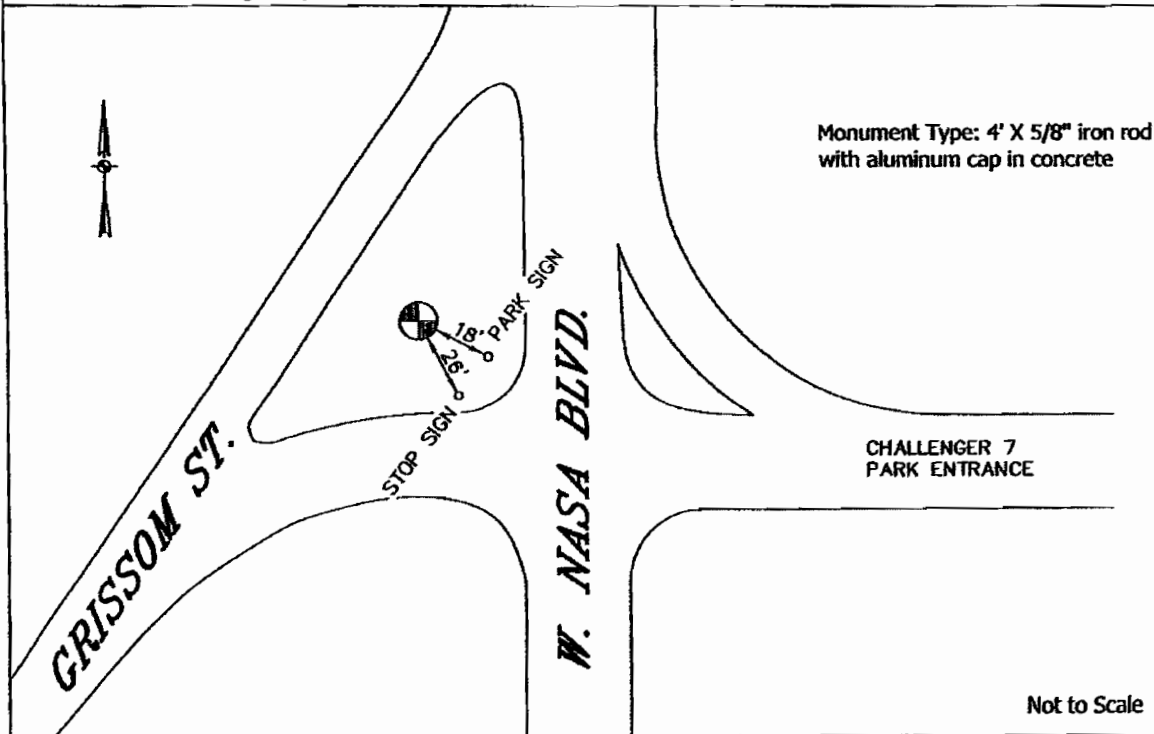 Monument Type: 4' X 5/8" iron rod
with aluminum cap in concrete
PARK SIGN
18'
26'
STOP SIGN
W. NASA BLVD.
GRISSOM ST.
CHALLENGER 7
PARK ENTRANCE
Not to Scale